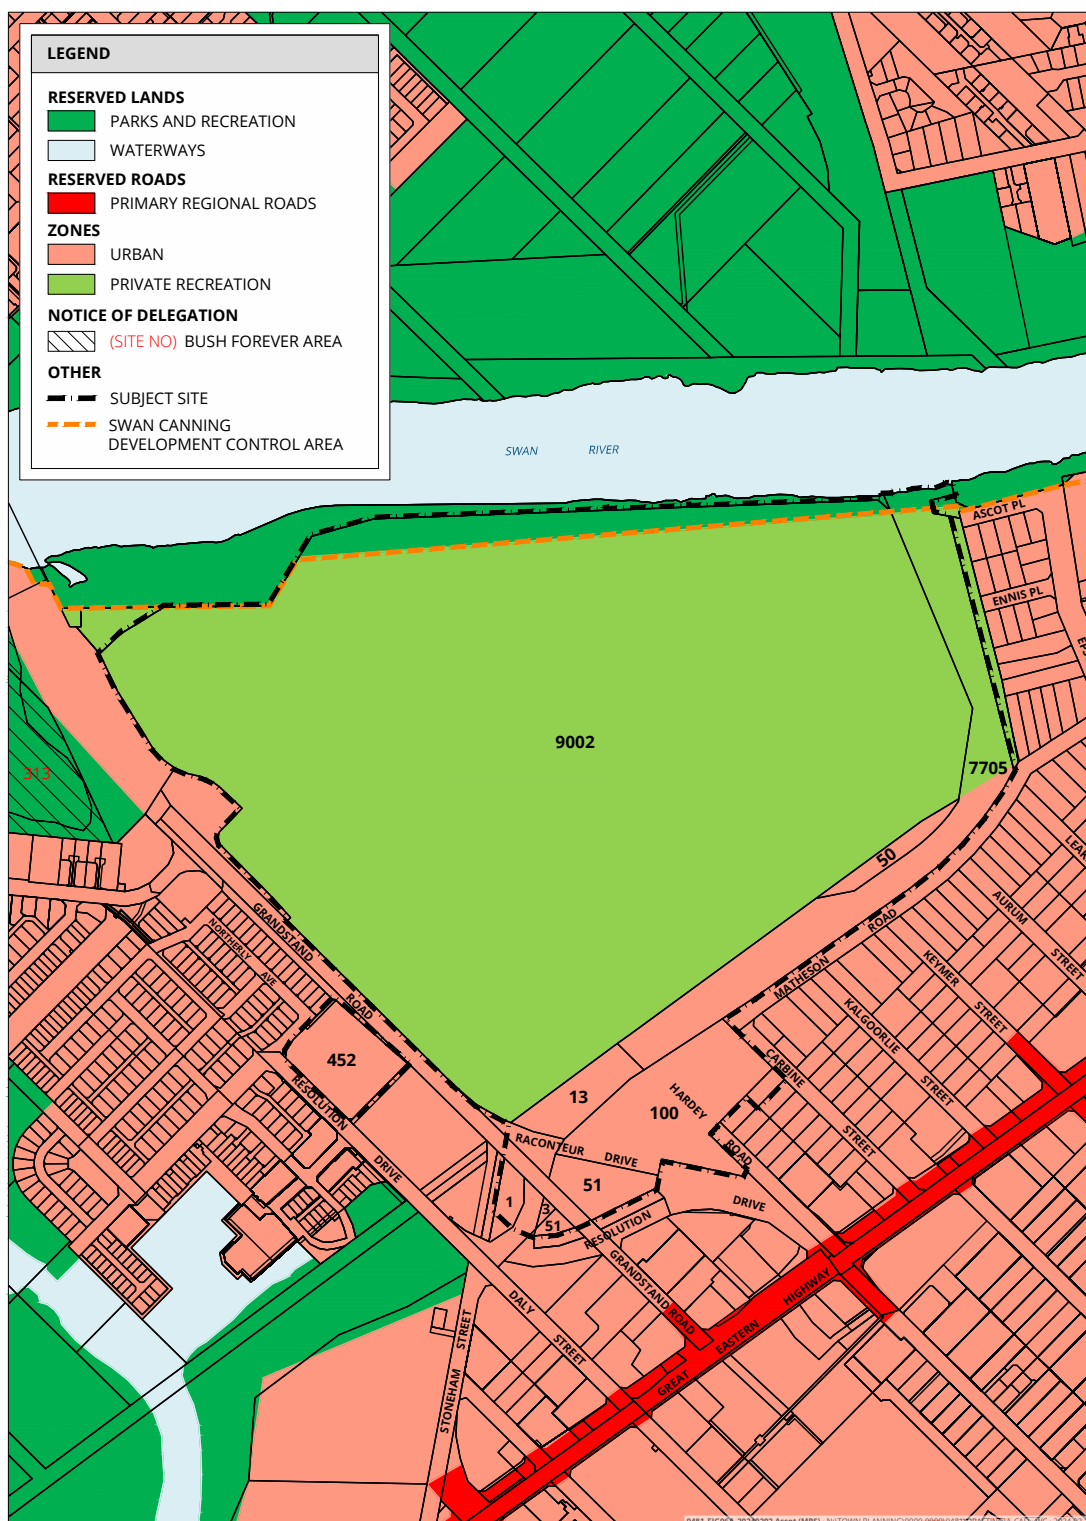 LEGEND
RESERVED LANDS
PARKS AND RECREATION
WATERWAYS
RESERVED ROADS
PRIMARY REGIONAL ROADS
ZONES
URBAN
PRIVATE RECREATION
NOTICE OF DELEGATION
(SITE NO) BUSH FOREVER AREA
OTHER
SUBJECT SITE
SWAN CANNING
DEVELOPMENT CONTROL AREA
SWAN RIVER
ASCOT PL
ENNIS PL
9002
7705
313
50
LEAK
AURUM STREET
GRANDSTAND ROAD
NORTHERLY AVE
MATHESON ROAD
KEYMER STREET
KALGOORLIE STREET
CARBINE STREET
452
RESOLUTION DRIVE
13
100
HARDEY ROAD
RACONTEUR DRIVE
51
1
3
51
RESOLUTION DRIVE
GRANDSTAND ROAD
DALY STREET
STONEHAM STREET
GREAT EASTERN HIGHWAY